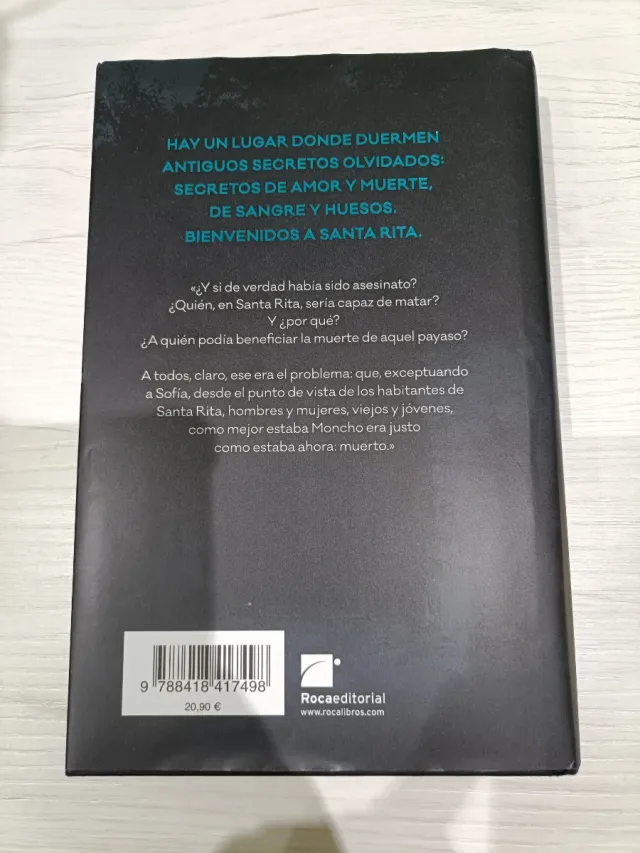 HAY UN LUGAR DONDE DUERMEN
ANTIGUOS SECRETOS OLVIDADOS:
SECRETOS DE AMOR Y MUERTE,
DE SANGRE Y HUESOS.
BIENVENIDOS A SANTA RITA.
«¿Y si de verdad había sido asesinato?
¿Quién, en Santa Rita, sería capaz de matar?
Y ¿por qué?
¿A quién podía beneficiar la muerte de aquel payaso?
A todos, claro, ese era el problema: que, exceptuando
a Sofía, desde el punto de vista de los habitantes de
Santa Rita, hombres y mujeres, viejos y jóvenes,
como mejor estaba Moncho era justo
como estaba ahora: muerto.»
9 788418 417498
20,90 €
Rocaeditorial
www.rocalibros.com